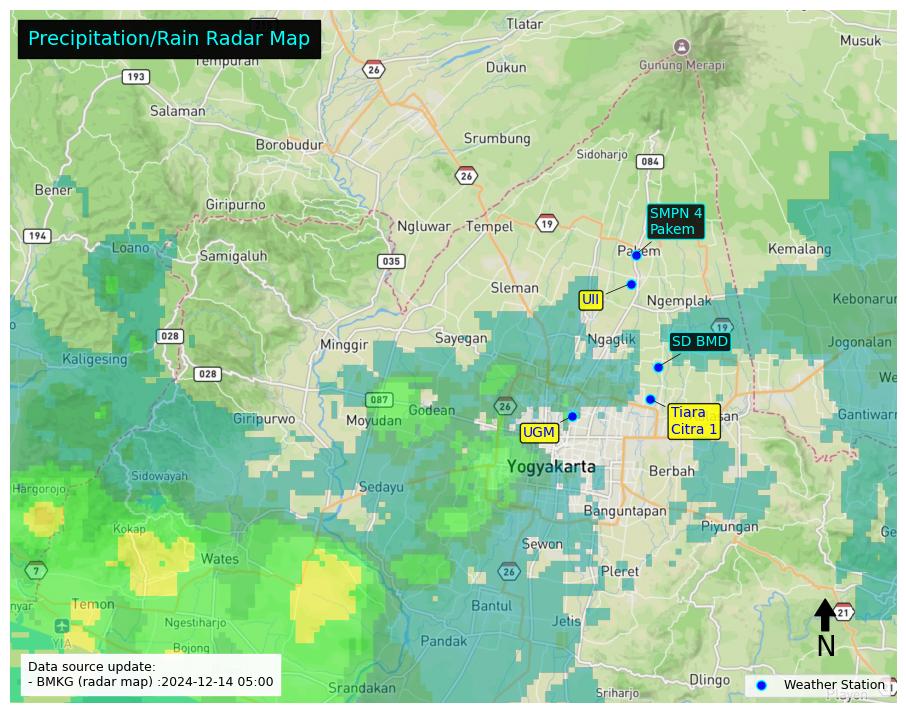 Precipitation/Rain Radar Map
Tlatar
Musuk
Tempuran
26
193
Dukun
Gunung Merapi
Salaman
Borobudur
Srumbung
Sidoharjo
084
26
Bener
Giripurno
SMPN 4
Pakem
194
Ngluwar
Tempel
19
Loano
Samigaluh
035
Pakem
Kemalang
Sleman
UII
Ngemplak
028
Minggir
Sayegan
Ngaglik
19
SD BMD
Jogonalan
Kaligesing
028
087
Godean
26
Giripurwo
Moyudan
UGM
Tiara
Citra 1
Yogyakarta
Berbah
Hargorojo
Sidowayah
Sedayu
Banguntapan
Kokap
Piyungan
Wates
Sewon
7
26
Pleret
Temon
Bantul
21
Ngestiharjo
Jetis
YIA
Bojong
Pandak
N
Data source update:
- BMKG (radar map) :2024-12-14 05:00
Srandakan
Sriharjo
Dlingo
Weather Station